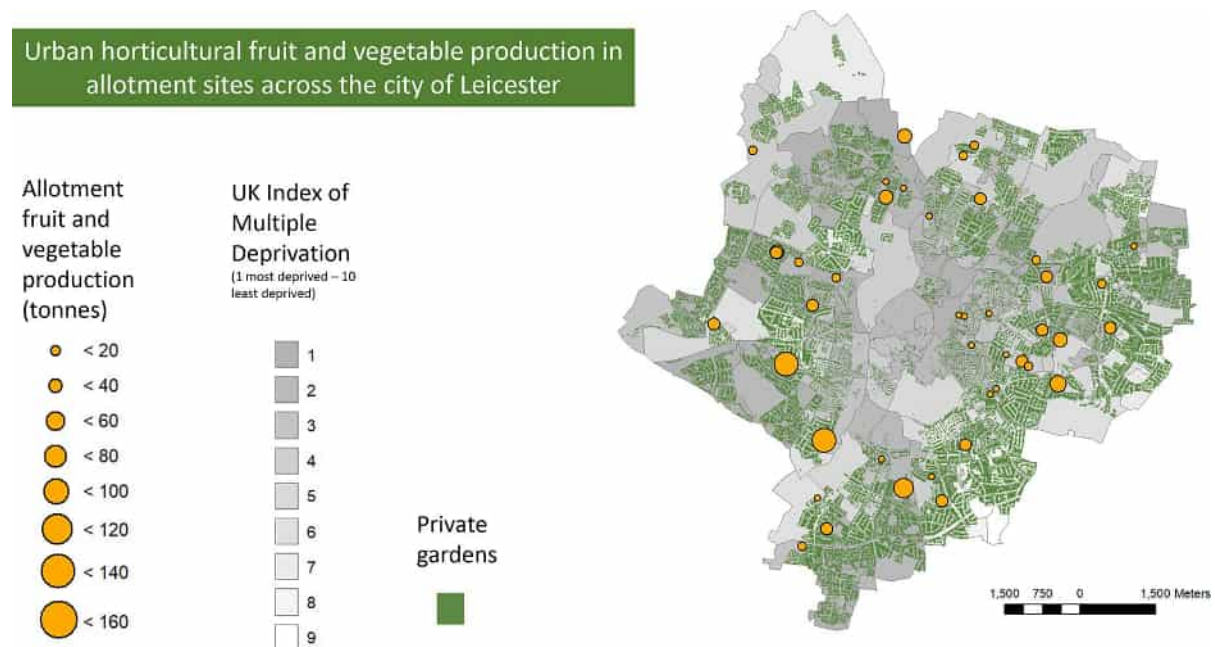 Urban horticultural fruit and vegetable production in
allotment sites across the city of Leicester
Allotment
fruit and
vegetable
production
(tonnes)
< 20
< 40
< 60
< 80
< 100
< 120
< 140
< 160
UK Index of
Multiple
Deprivation
(1 most deprived – 10
least deprived)
1
2
3
4
5
6
7
8
9
Private
gardens
1,500 750 0 1,500 Meters